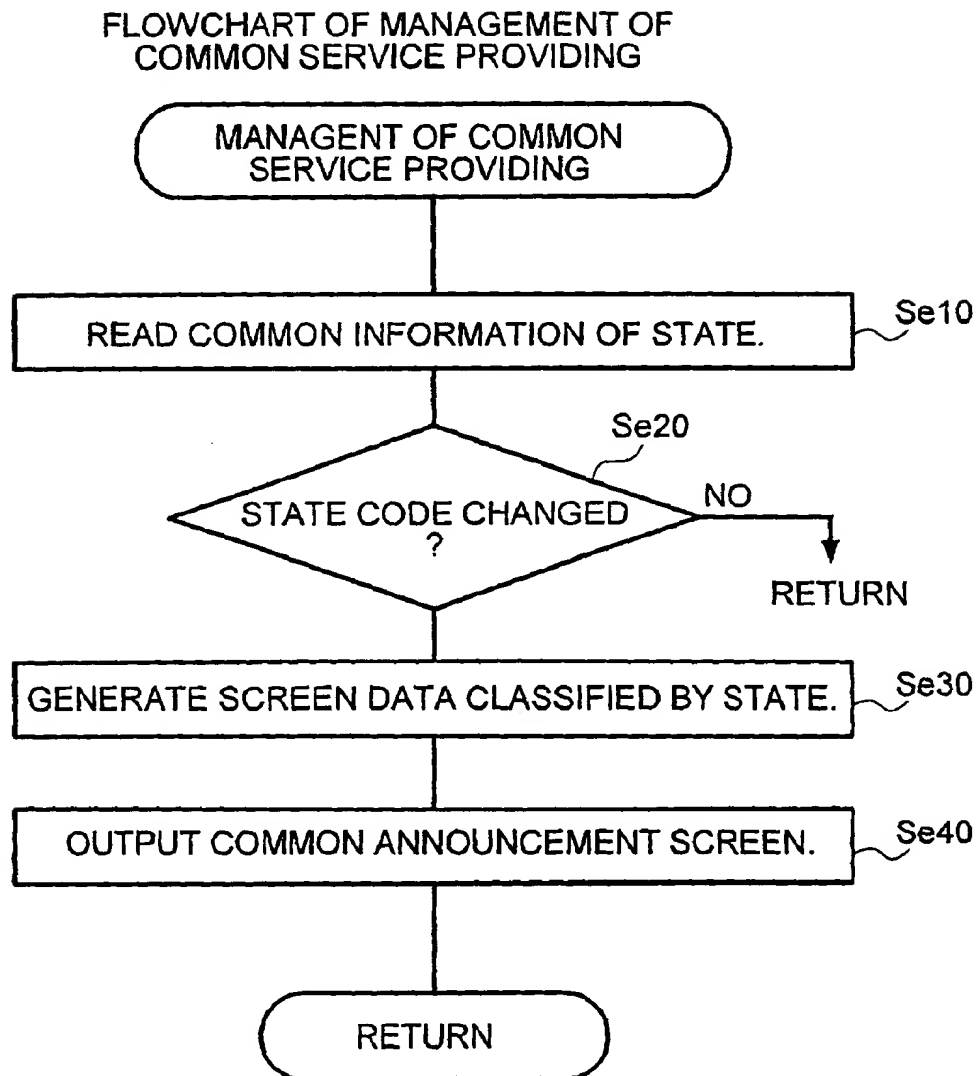 FLOWCHART OF MANAGEMENT OF
COMMON SERVICE PROVIDING
MANAGENT OF COMMON
SERVICE PROVIDING
READ COMMON INFORMATION OF STATE.
Se10
Se20
STATE CODE CHANGED
?
NO
RETURN
GENERATE SCREEN DATA CLASSIFIED BY STATE.
Se30
OUTPUT COMMON ANNOUNCEMENT SCREEN.
Se40
RETURN